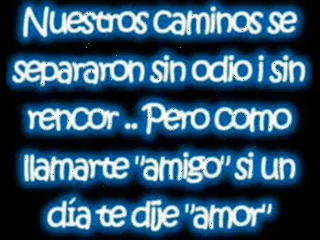 Nuestros caminos se
separaron sin odio i sin
rencor .. Pero como
llamarte "amigo" si un
día te dije "amor"